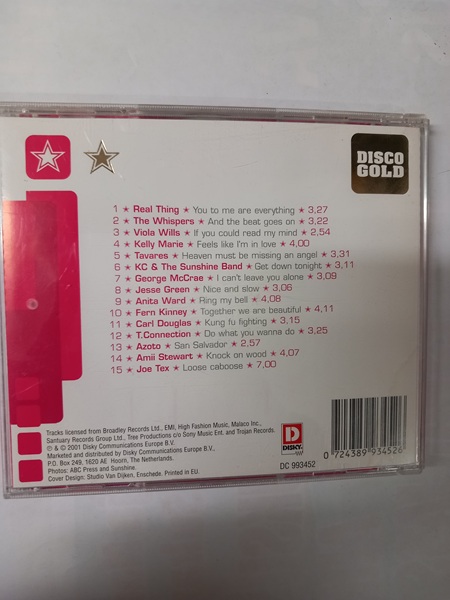 DISCO
GOLD
1 ★ Real Thing ★ You to me are everything ★ 3,27
2 ★ The Whispers ★ And the beat goes on ★ 3,22
3 ★ Viola Wills ★ If you could read my mind ★ 2.54
4 ★ Kelly Marie ★ Feels like I'm in love ★ 4,00
5 ★ Tavares ★ Heaven must be missing an angel ★ 3,31
6 ★ KC & The Sunshine Band ★ Get down tonight ★ 3,11
7 ★ George McCrae ★ I can't leave you alone ★ 3,09
8 ★ Jesse Green ★ Nice and slow ★ 3,06
9 ★ Anita Ward ★ Ring my bell ★ 4,08
10 ★ Fern Kinney ★ Together we are beautiful ★ 4,11
11 ★ Carl Douglas ★ Kung fu fighting ★ 3,15
12 ★ T.Connection ★ Do what you wanna do ★ 3,25
13 ★ Azoto ★ San Salvador ★ 2,57
14 ★ Amii Stewart ★ Knock on wood ★ 4,07
15 ★ Joe Tex ★ Loose caboose ★ 7,00
Tracks licensed from Broadley Records Ltd., EMI, High Fashion Music, Malaco Inc.,
Santuary Records Group Ltd., Tree Productions c/o Sony Music Ent. and Trojan Records.
℗ & © 2001 Disky Communications Europe B.V.
Marketed and distributed by Disky Communications Europe B.V.,
P.O. Box 249, 1620 AE Hoorn, The Netherlands.
Photos: ABC Press and Sunshine.
Cover Design: Studio Van Dijken, Enschede. Printed in EU.
D
DISKY
DC 993452
0 724389 934526